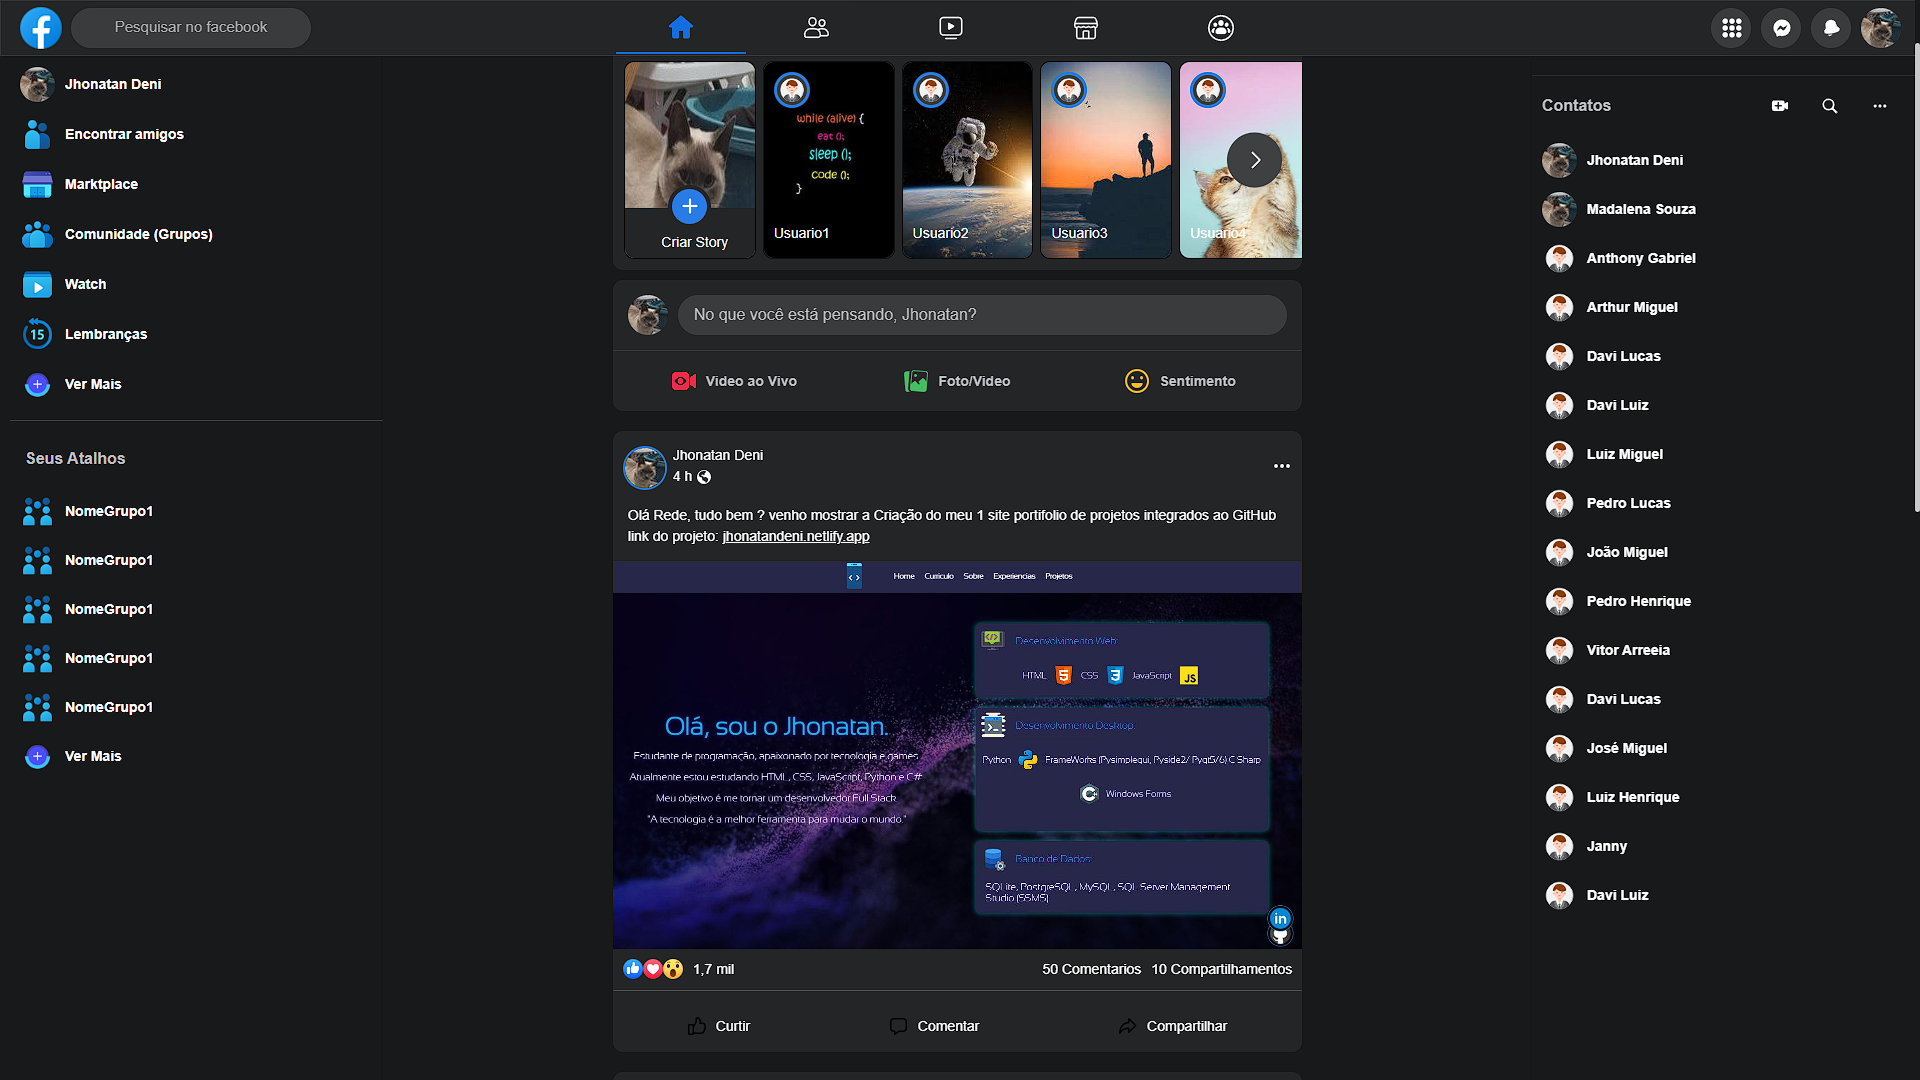 Pesquisar no facebook
Jhonatan Deni
Encontrar amigos
Marktplace
Comunidade (Grupos)
Watch
15
Lembranças
Ver Mais
Seus Atalhos
NomeGrupo1
NomeGrupo1
NomeGrupo1
NomeGrupo1
NomeGrupo1
Ver Mais
Criar Story
while (alive) {
eat ();
sleep ();
code ();
}
Usuario1
Usuario2
Usuario3
Usuario4
No que você está pensando, Jhonatan?
Video ao Vivo
Foto/Video
Sentimento
Jhonatan Deni
4 h
Olá Rede, tudo bem ? venho mostrar a Criação do meu 1 site portifolio de projetos integrados ao GitHub
link do projeto: jhonatandeni.netlify.app
Home Curriculo Sobre Experiencias Projetos
Olá, sou o Jhonatan.
Estudante de programação, apaixonado por tecnologia e games
Atualmente estou estudando HTML, CSS, JavaScript, Python e C#
Meu objetivo é me tornar um desenvolvedor Full Stack
"A tecnologia é a melhor ferramenta para mudar o mundo."
Desenvolvimento Web:
HTML 5 CSS 3 JavaScript JS
Desenvolvimento Desktop:
Python FrameWorks (Pysimplequi, Pyside2/ Pyqt5/6) C Sharp
Windows Forms
Banco de Dados:
SQLite, PostgreSQL, MySQL, SQL Server Management
Studio (SSMS)
in
1,7 mil
50 Comentarios 10 Compartilhamentos
Curtir
Comentar
Compartilhar
Contatos
Jhonatan Deni
Madalena Souza
Anthony Gabriel
Arthur Miguel
Davi Lucas
Davi Luiz
Luiz Miguel
Pedro Lucas
João Miguel
Pedro Henrique
Vitor Arreeia
Davi Lucas
José Miguel
Luiz Henrique
Janny
Davi Luiz